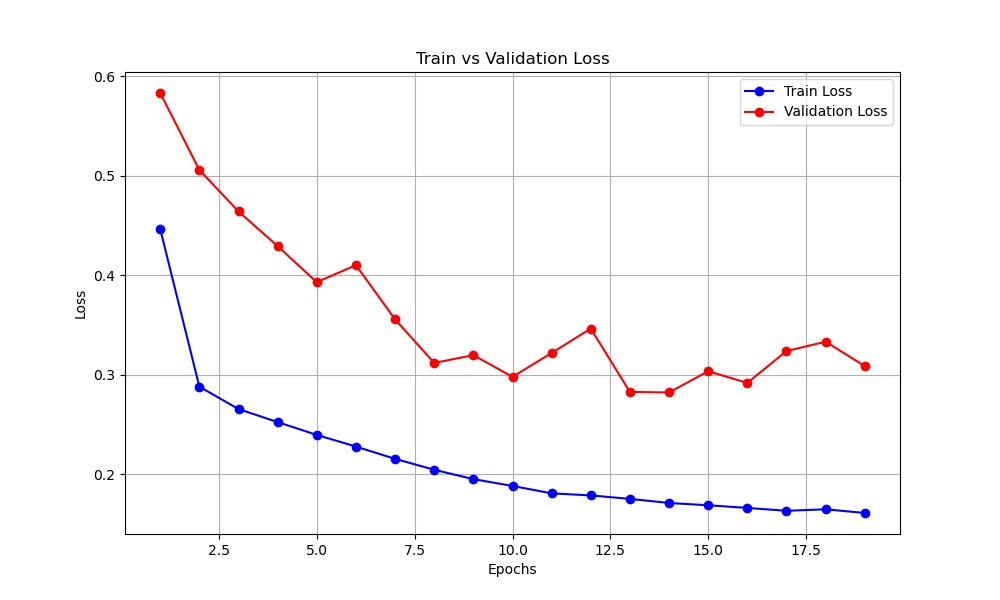 Train vs Validation Loss
Train Loss
Validation Loss
0.6
0.5
0.4
0.3
0.2
Loss
2.5 5.0 7.5 10.0 12.5 15.0 17.5
Epochs